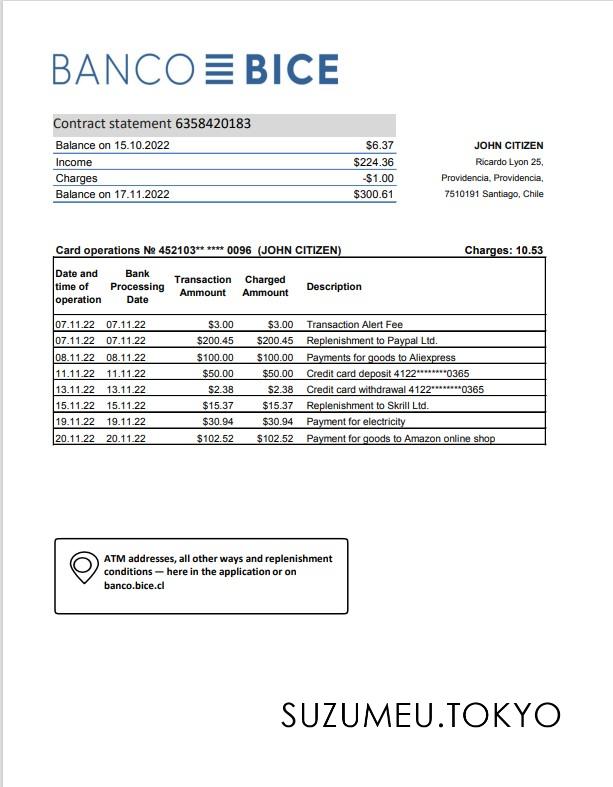 BANCO BICE
Contract statement 6358420183
Balance on 15.10.2022 $6.37
Income $224.36
Charges -$1.00
Balance on 17.11.2022 $300.61
JOHN CITIZEN
Ricardo Lyon 25,
Providencia, Providencia,
7510191 Santiago, Chile
Card operations № 452103** **** 0096 (JOHN CITIZEN) Charges: 10.53
Date and time of operation Bank Processing Date Transaction Amount Charged Amount Description
07.11.22 07.11.22 $3.00 $3.00 Transaction Alert Fee
07.11.22 07.11.22 $200.45 $200.45 Replenishment to Paypal Ltd.
08.11.22 08.11.22 $100.00 $100.00 Payments for goods to Aliexpress
11.11.22 11.11.22 $50.00 $50.00 Credit card deposit 4122********0365
13.11.22 13.11.22 $2.38 $2.38 Credit card withdrawal 4122********0365
15.11.22 15.11.22 $15.37 $15.37 Replenishment to Skrill Ltd.
19.11.22 19.11.22 $30.94 $30.94 Payment for electricity
20.11.22 20.11.22 $102.52 $102.52 Payment for goods to Amazon online shop
ATM addresses, all other ways and replenishment
conditions — here in the application or on
banco.bice.cl
SUZUMEU.TOKYO